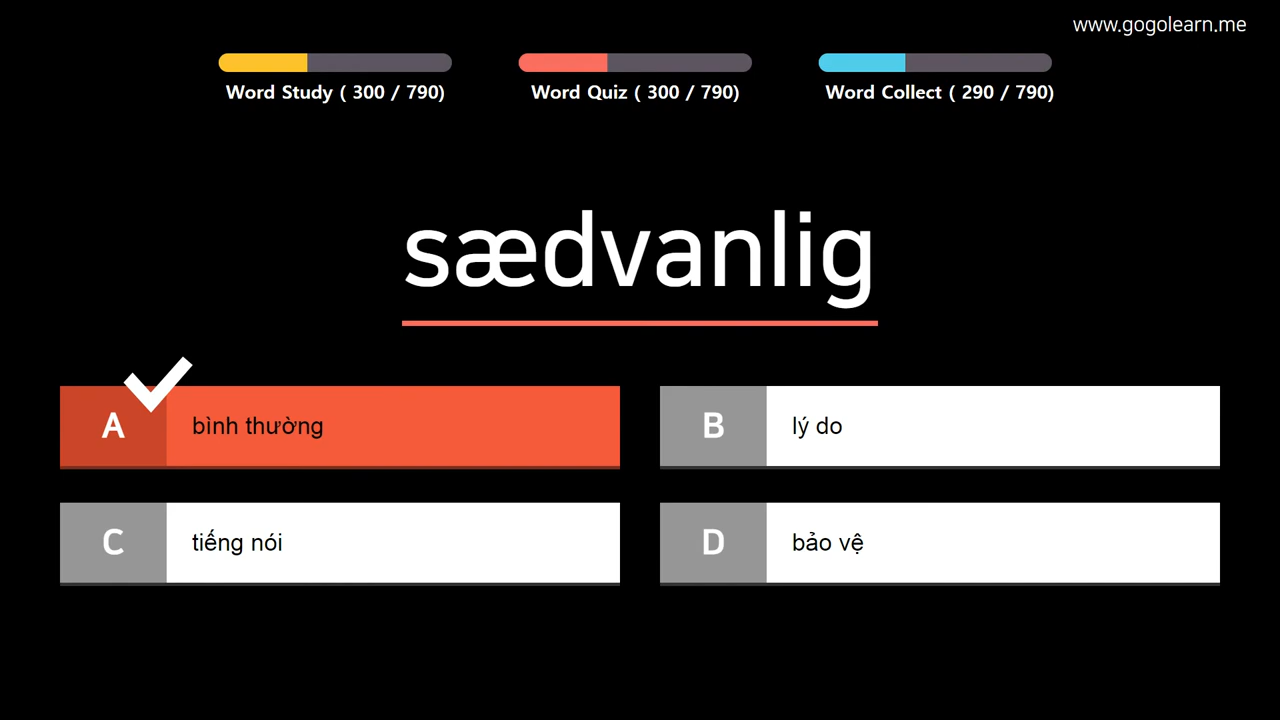 www.gogolearn.me
Word Study ( 300 / 790)
Word Quiz ( 300 / 790)
Word Collect ( 290 / 790)
sædvanlig
A bình thường
B lý do
C tiếng nói
D bảo vệ